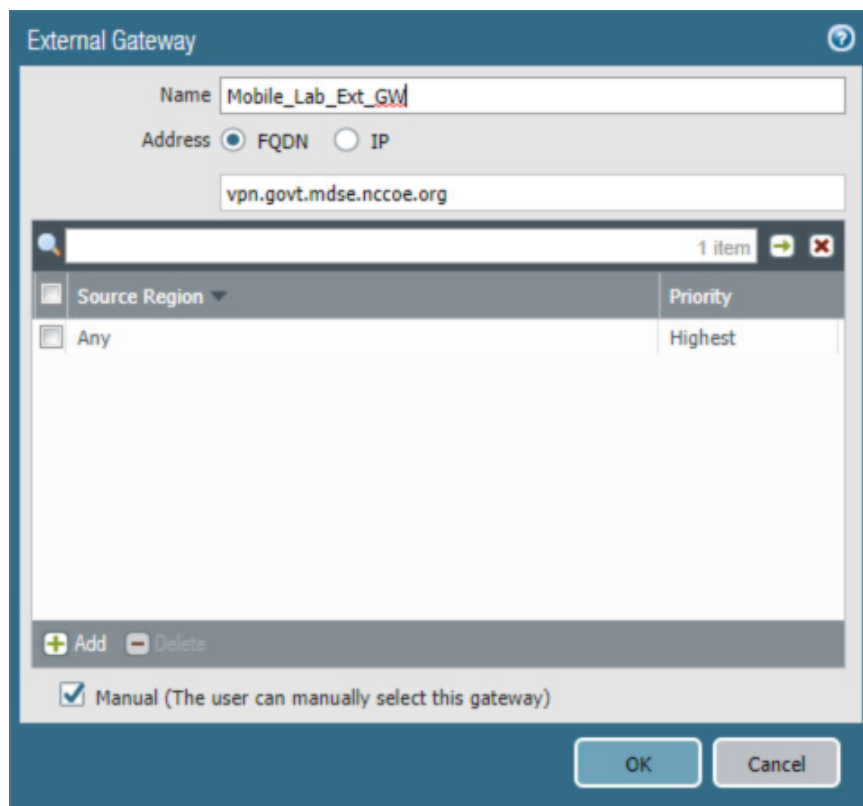 External Gateway
Name Mobile_Lab_Ext_GW
Address FQDN IP
vpn.govt.mdse.nccoe.org
1 item
Source Region Priority
Any Highest
Add Delete
Manual (The user can manually select this gateway)
OK Cancel